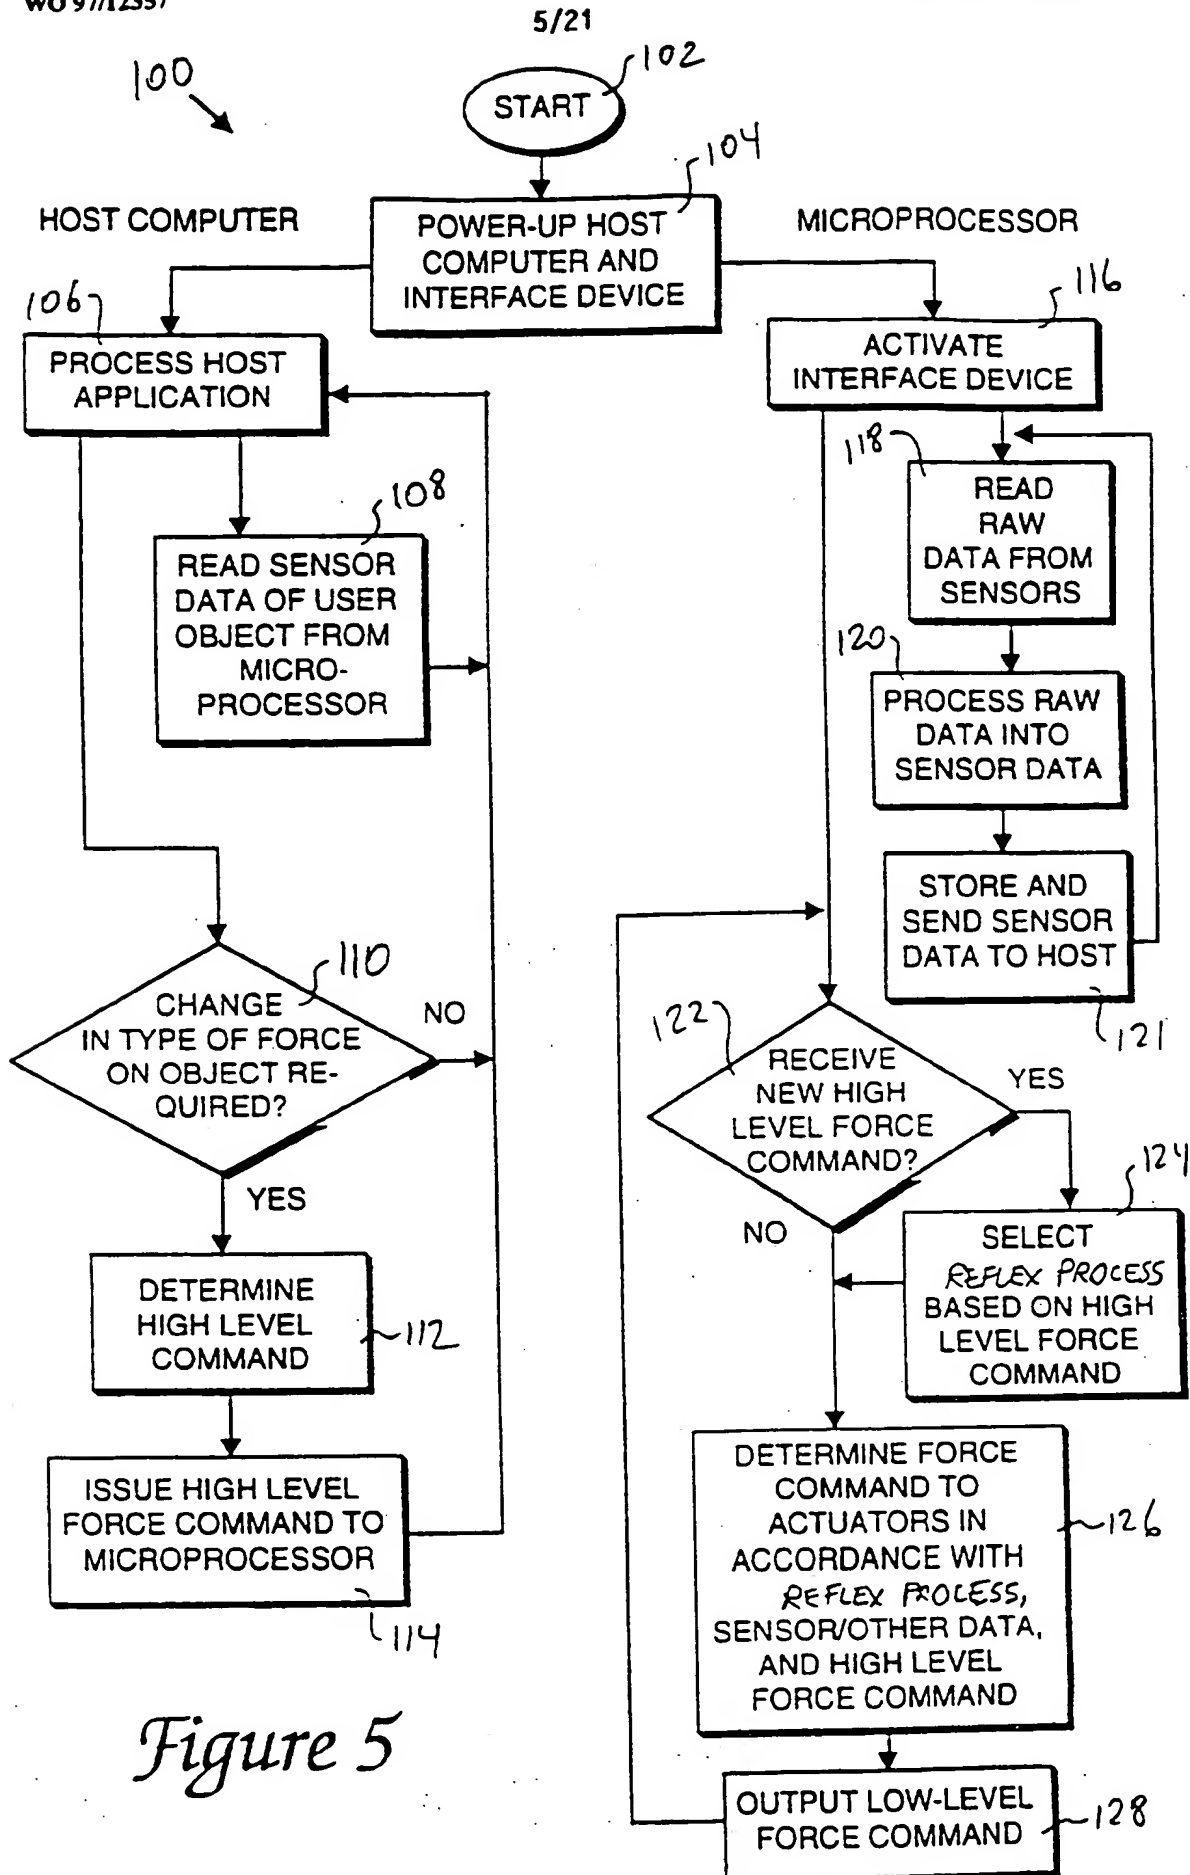 WO 97/12357
5/21
100
102
START
104
HOST COMPUTER
POWER-UP HOST
COMPUTER AND
INTERFACE DEVICE
MICROPROCESSOR
106
PROCESS HOST
APPLICATION
116
ACTIVATE
INTERFACE DEVICE
108
READ SENSOR
DATA OF USER
OBJECT FROM
MICRO-
PROCESSOR
118
READ
RAW
DATA FROM
SENSORS
120
PROCESS RAW
DATA INTO
SENSOR DATA
STORE AND
SEND SENSOR
DATA TO HOST
121
110
CHANGE
IN TYPE OF FORCE
ON OBJECT RE-
QUIRED?
NO
YES
122
RECEIVE
NEW HIGH
LEVEL FORCE
COMMAND?
YES
NO
124
SELECT
REFLEX PROCESS
BASED ON HIGH
LEVEL FORCE
COMMAND
DETERMINE
HIGH LEVEL
COMMAND
112
ISSUE HIGH LEVEL
FORCE COMMAND TO
MICROPROCESSOR
114
DETERMINE FORCE
COMMAND TO
ACTUATORS IN
ACCORDANCE WITH
REFLEX PROCESS,
SENSOR/OTHER DATA,
AND HIGH LEVEL
FORCE COMMAND
126
OUTPUT LOW-LEVEL
FORCE COMMAND
128
Figure 5